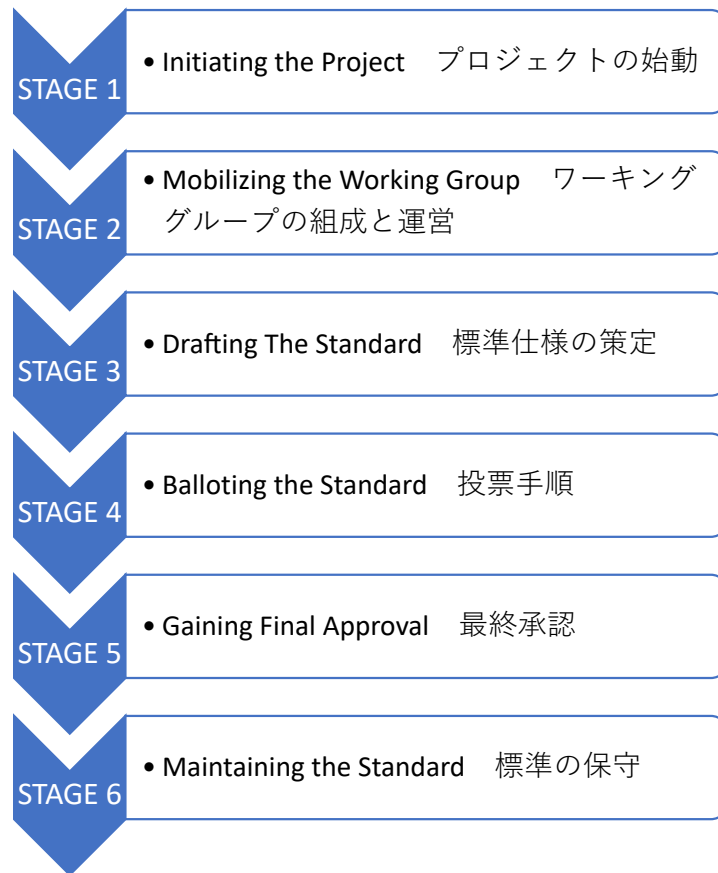 STAGE 1
• Initiating the Project　プロジェクトの始動
STAGE 2
• Mobilizing the Working Group　ワーキング
グループの組成と運営
STAGE 3
• Drafting The Standard　標準仕様の策定
STAGE 4
• Balloting the Standard　投票手順
STAGE 5
• Gaining Final Approval　最終承認
STAGE 6
• Maintaining the Standard　標準の保守